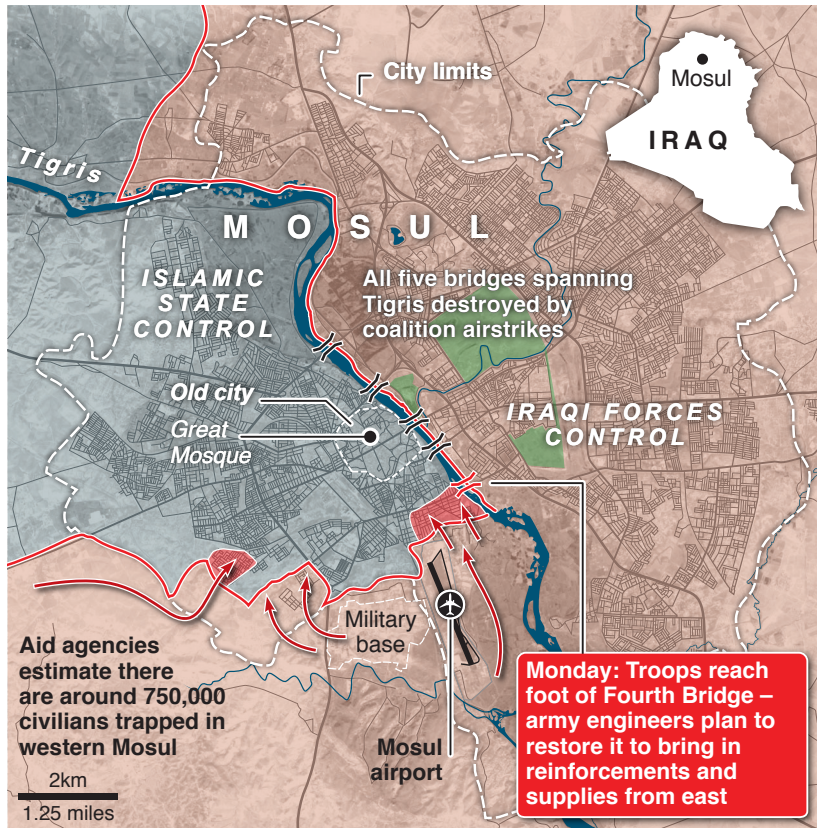 City limits
Mosul
IRAQ
Tigris
MOSUL
ISLAMIC
STATE
CONTROL
All five bridges spanning
Tigris destroyed by
coalition airstrikes
Old city
Great
Mosque
IRAQI FORCES
CONTROL
Military
base
Aid agencies
estimate there
are around 750,000
civilians trapped in
western Mosul
2km
1.25 miles
Mosul
airport
Monday: Troops reach
foot of Fourth Bridge –
army engineers plan to
restore it to bring in
reinforcements and
supplies from east